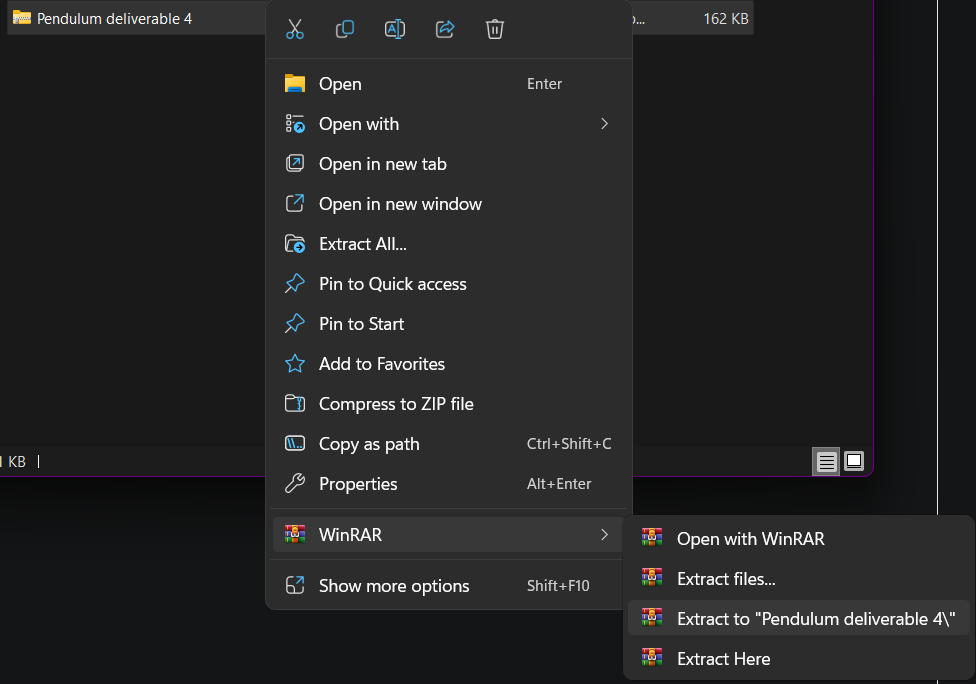 Pendulum deliverable 4
162 KB
Open Enter
Open with
Open in new tab
Open in new window
Extract All...
Pin to Quick access
Pin to Start
Add to Favorites
Compress to ZIP file
Copy as path Ctrl+Shift+C
KB
Properties Alt+Enter
WinRAR
Show more options Shift+F10
Open with WinRAR
Extract files...
Extract to "Pendulum deliverable 4\"
Extract Here